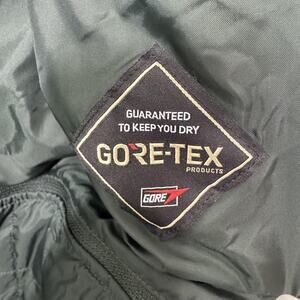 GUARANTEED
TO KEEP YOU DRY
GORE-TEX
PRODUCTS
GORE